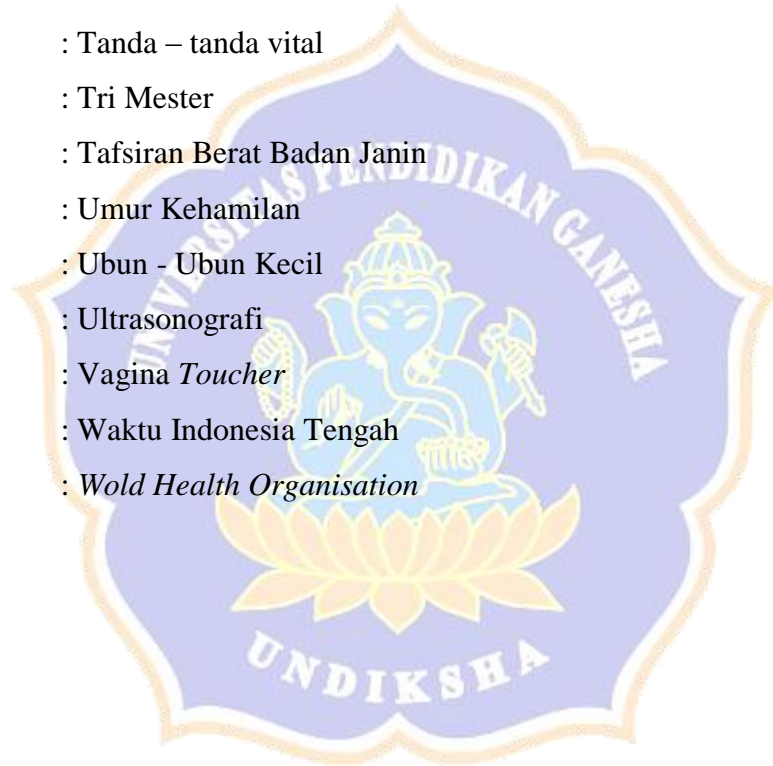 : Tanda – tanda vital
: Tri Mester
: Tafsiran Berat Badan Janin
: Umur Kehamilan
: Ubun - Ubun Kecil
: Ultrasonografi
: Vagina Toucher
: Waktu Indonesia Tengah
: Wold Health Organisation
UNIVERSITAS PENDIDIKAN GANESHA
UNDIKSHA